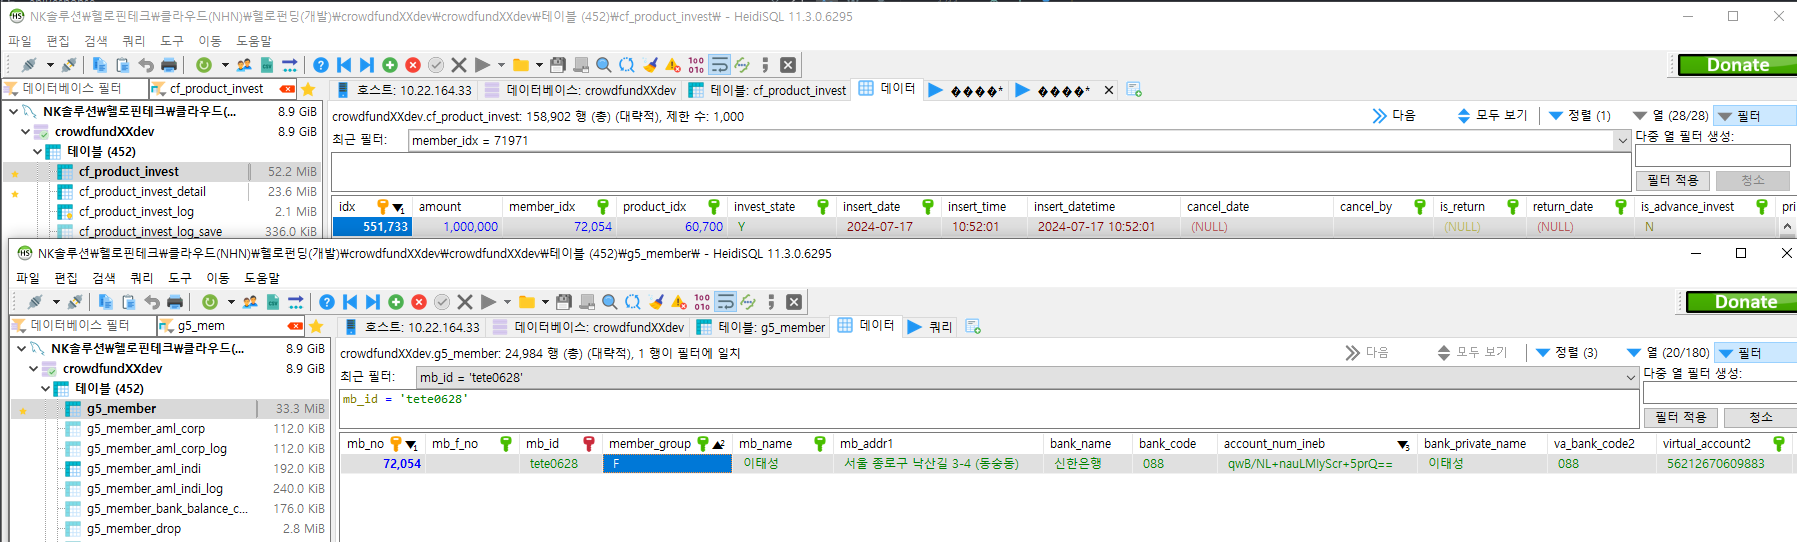 NK솔루션₩헬로핀테크₩클라우드(NHN)₩헬로펀딩(개발)₩crowdfundXXdev₩crowdfundXXdev₩테이블 (452)₩cf_product_invest₩ - HeidiSQL 11.3.0.6295
파일 편집 검색 쿼리 도구 이동 도움말
Donate
데이터베이스 필터 cf_product_invest 호스트: 10.22.164.33 데이터베이스: crowdfundXXdev 테이블: cf_product_invest 데이터 ����* ����*
NK솔루션₩헬로핀테크₩클라우드(... 8.9 GiB crowdfundXXdev.cf_product_invest: 158,902 행 (총) (대략적), 제한 수: 1,000 다음 모두 보기 정렬 (1) 열 (28/28) 필터
crowdfundXXdev 8.9 GiB 최근 필터: member_idx = 71971 다중 열 필터 생성:
테이블 (452)
cf_product_invest 52.2 MiB 필터 적용 청소
cf_product_invest_detail 23.6 MiB
cf_product_invest_log 2.1 MiB idx 1 amount member_idx product_idx invest_state insert_date insert_time insert_datetime cancel_date cancel_by is_return return_date is_advance_invest pri
cf_product_invest_log_save 336.0 KiB 551,733 1,000,000 72,054 60,700 Y 2024-07-17 10:52:01 2024-07-17 10:52:01 (NULL) (NULL) (NULL) N
NK솔루션₩헬로핀테크₩클라우드(NHN)₩헬로펀딩(개발)₩crowdfundXXdev₩crowdfundXXdev₩테이블 (452)₩g5_member₩ - HeidiSQL 11.3.0.6295
파일 편집 검색 쿼리 도구 이동 도움말
Donate
데이터베이스 필터 g5_mem 호스트: 10.22.164.33 데이터베이스: crowdfundXXdev 테이블: g5_member 데이터 쿼리
NK솔루션₩헬로핀테크₩클라우드(... 8.9 GiB crowdfundXXdev.g5_member: 24,984 행 (총) (대략적), 1 행이 필터에 일치 다음 모두 보기 정렬 (3) 열 (20/180) 필터
crowdfundXXdev 8.9 GiB 최근 필터: mb_id = 'tete0628' 다중 열 필터 생성:
테이블 (452) mb_id = 'tete0628'
g5_member 33.3 MiB 필터 적용 청소
g5_member_aml_corp 112.0 KiB
g5_member_aml_corp_log 112.0 KiB mb_no 1 mb_f_no mb_id member_group 2 mb_name mb_addr1 bank_name bank_code account_num_ineb 3 bank_private_name va_bank_code2 virtual_account2
g5_member_aml_indi 192.0 KiB 72,054 tete0628 F 이태성 서울 종로구 낙산길 3-4 (동숭동) 신한은행 088 qwB/NL+nauLMlyScr+5prQ== 이태성 088 56212670609883
g5_member_aml_indi_log 240.0 KiB
g5_member_bank_balance_c... 176.0 KiB
g5_member_drop 2.8 MiB